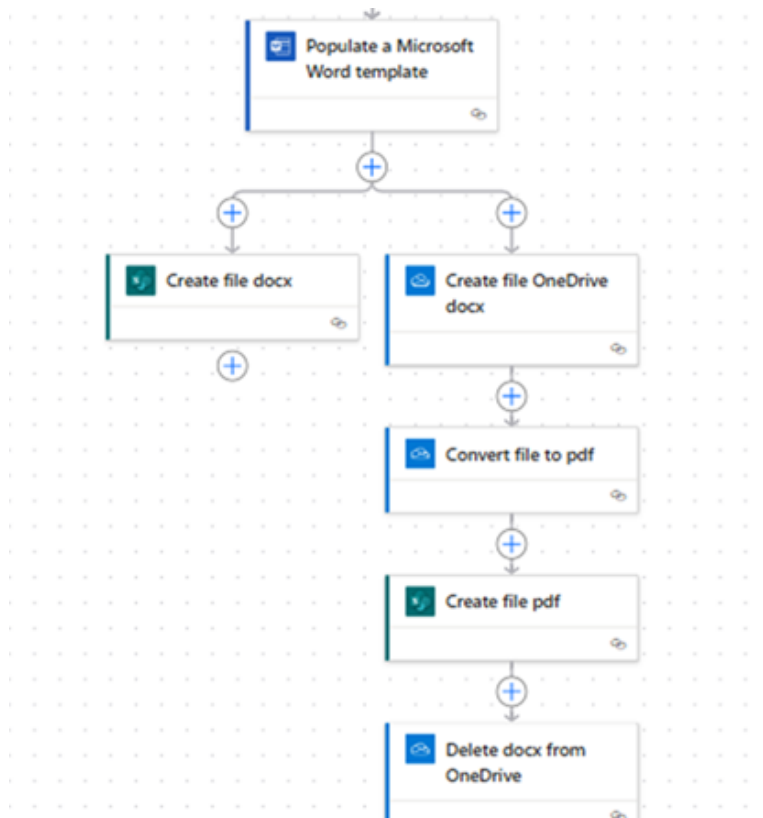 Populate a Microsoft
Word template
Create file docx
Create file OneDrive
docx
Convert file to pdf
Create file pdf
Delete docx from
OneDrive